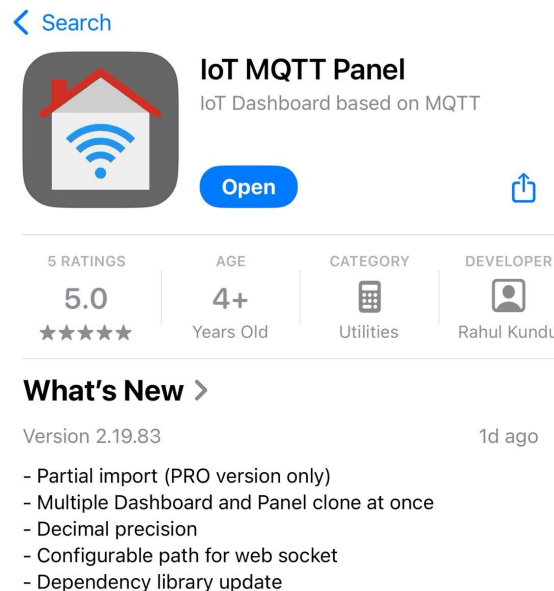 Search
IoT MQTT Panel
IoT Dashboard based on MQTT
Open
5 RATINGS
5.0
AGE
4+
Years Old
CATEGORY
Utilities
DEVELOPER
Rahul Kundu
What's New
Version 2.19.83
1d ago
- Partial import (PRO version only)
- Multiple Dashboard and Panel clone at once
- Decimal precision
- Configurable path for web socket
- Dependency library update